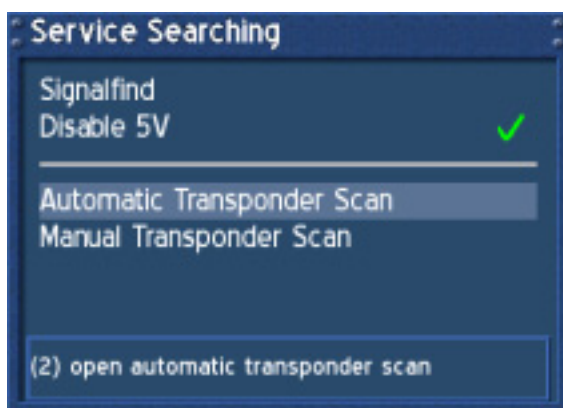 Service Searching
Signalfind
Disable 5V
Automatic Transponder Scan
Manual Transponder Scan
(2) open automatic transponder scan